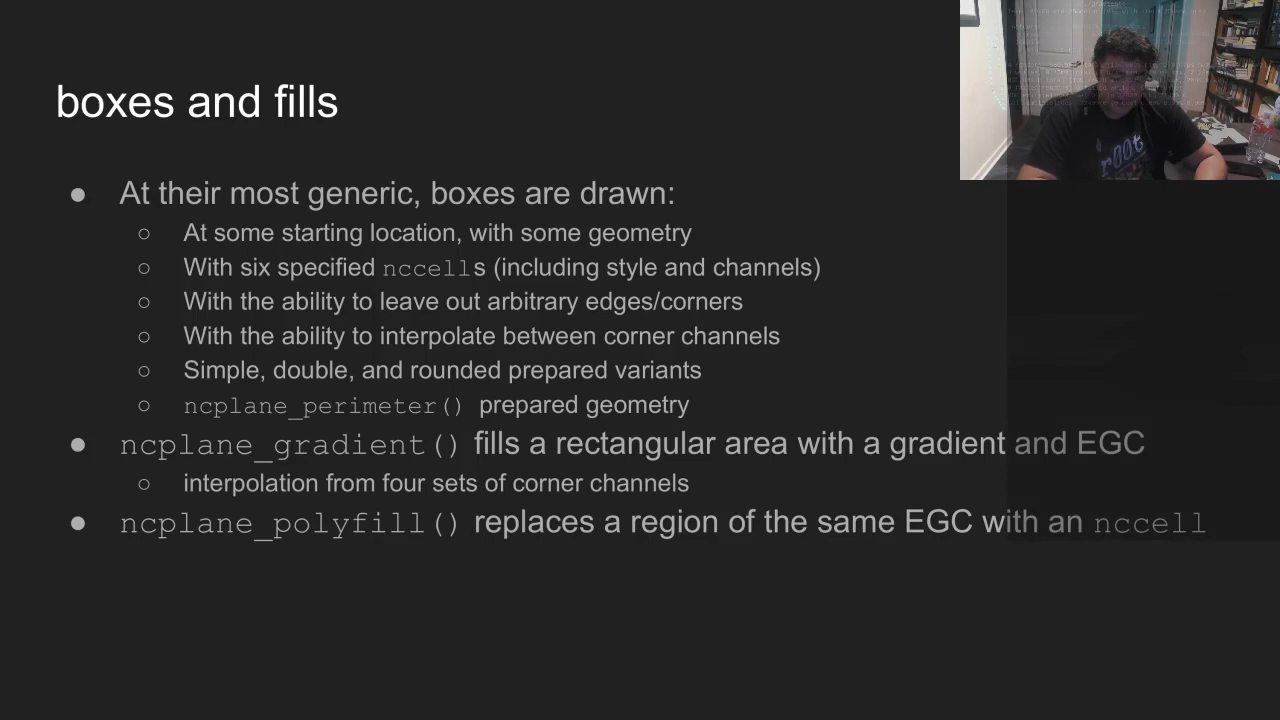 boxes and fills
● At their most generic, boxes are drawn:
○ At some starting location, with some geometry
○ With six specified nccells (including style and channels)
○ With the ability to leave out arbitrary edges/corners
○ With the ability to interpolate between corner channels
○ Simple, double, and rounded prepared variants
○ ncplane_perimeter() prepared geometry
● ncplane_gradient() fills a rectangular area with a gradient and EGC
○ interpolation from four sets of corner channels
● ncplane_polyfill() replaces a region of the same EGC with an nccell
r00t